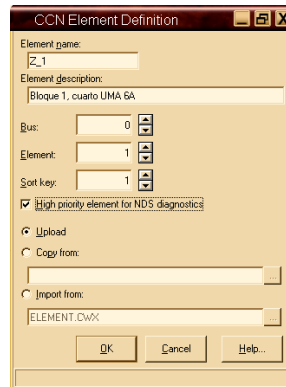 CCN Element Definition
Element name:
Z_1
Element description:
Bloque 1, cuarto UMA 6A
Bus: 0
Element: 1
Sort key: 1
High priority element for NDS diagnostics
Upload
Copy from:
...
Import from:
ELEMENT.CWX ...
OK Cancel Help...